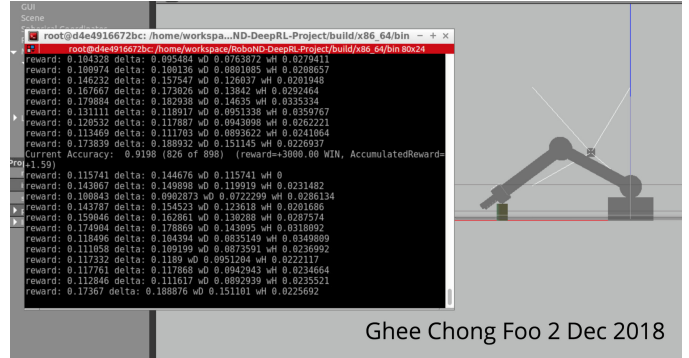 GUI
Scene
Spherical Coordinates
root@d4e4916672bc: /home/workspa...ND-DeepRL-Project/build/x86_64/bin
root@d4e4916672bc: /home/workspace/RoboND-DeepRL-Project/build/x86_64/bin 80x24
reward: 0.104328 delta: 0.095484 wD 0.0763872 wH 0.0279411
reward: 0.100974 delta: 0.100136 wD 0.0801085 wH 0.0208657
reward: 0.146232 delta: 0.157547 wD 0.126037 wH 0.0201948
reward: 0.167667 delta: 0.173026 wD 0.13842 wH 0.0292464
reward: 0.179884 delta: 0.182938 wD 0.14635 wH 0.0335334
reward: 0.131111 delta: 0.118917 wD 0.0951338 wH 0.0359767
reward: 0.120532 delta: 0.117887 wD 0.0943098 wH 0.0262221
reward: 0.113469 delta: 0.111703 wD 0.0893622 wH 0.0241064
reward: 0.173839 delta: 0.188932 wD 0.151145 wH 0.0226937
Current Accuracy:  0.9198 (826 of 898)  (reward=+3000.00 WIN, AccumulatedReward=
+1.59)
reward: 0.115741 delta: 0.144676 wD 0.115741 wH 0
reward: 0.143067 delta: 0.149898 wD 0.119919 wH 0.0231482
reward: 0.100843 delta: 0.0902873 wD 0.0722299 wH 0.0286134
reward: 0.143787 delta: 0.154523 wD 0.123618 wH 0.0201686
reward: 0.159046 delta: 0.162861 wD 0.130288 wH 0.0287574
reward: 0.174904 delta: 0.178869 wD 0.143095 wH 0.0318092
reward: 0.118496 delta: 0.104394 wD 0.0835149 wH 0.0349809
reward: 0.111058 delta: 0.109199 wD 0.0873591 wH 0.0236992
reward: 0.117332 delta: 0.1189 wD 0.0951204 wH 0.0222117
reward: 0.117761 delta: 0.117868 wD 0.0942943 wH 0.0234664
reward: 0.112846 delta: 0.111617 wD 0.0892939 wH 0.0235521
reward: 0.17367 delta: 0.188876 wD 0.151101 wH 0.0225692
Ghee Chong Foo 2 Dec 2018